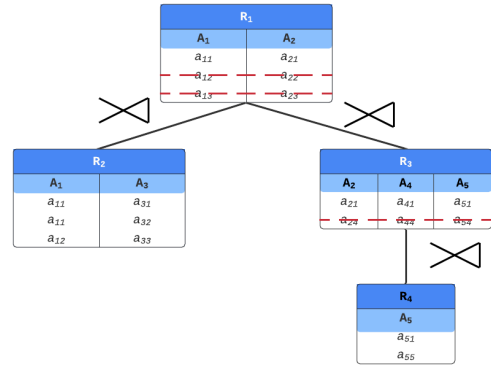 R₁
A₁ A₂
a₁₁ a₂₁
a₁₂ a₂₂
a₁₃ a₂₃
R₂
A₁ A₃
a₁₁ a₃₁
a₁₁ a₃₂
a₁₂ a₃₃
R₃
A₂ A₄ A₅
a₂₁ a₄₁ a₅₁
a₂₄ a₄₄ a₅₄
R₄
A₅
a₅₁
a₅₅